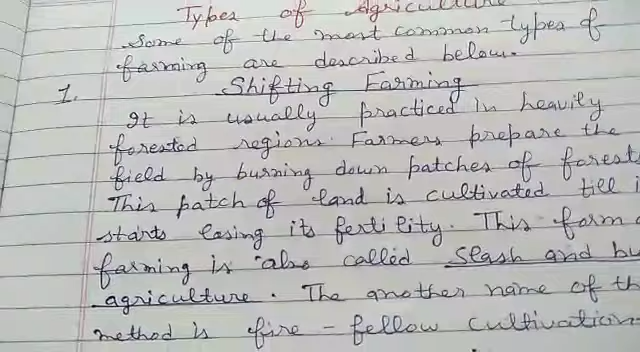 Types of Agriculture
Some of the most common types of
farming are described below.
1. Shifting Farming
It is usually practiced in heavily
forested regions. Farmers prepare the
field by burning down patches of forests
This patch of land is cultivated till i
starts losing its fertility. This form o
farming is also called slash and bu
agriculture. The another name of th
method is fire - fellow cultivation